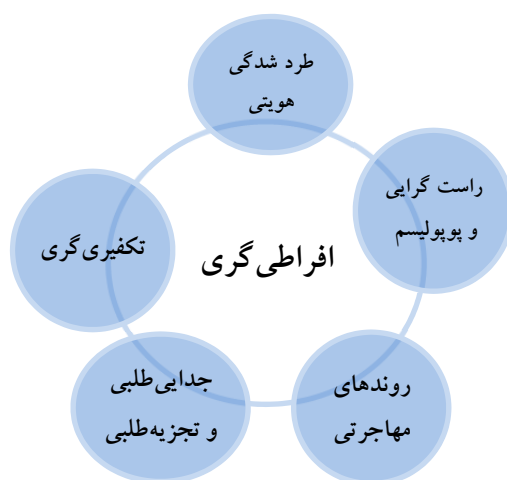 طرد شدگی
هویتی
راست گرایی
و پوپولیسم
تکفیری‌گری
افراطی‌گری
روندهای
مهاجرتی
جدایی‌طلبی
و تجزیه‌طلبی